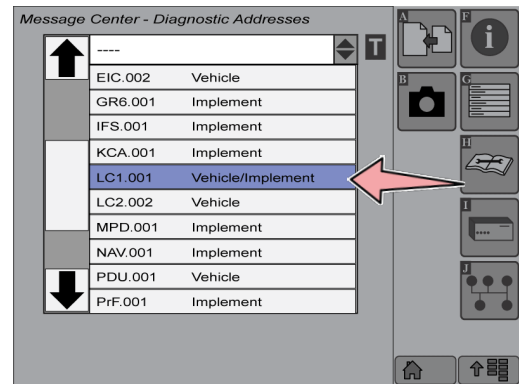 Message Center - Diagnostic Addresses
----
T
EIC.002 Vehicle
GR6.001 Implement
IFS.001 Implement
KCA.001 Implement
LC1.001 Vehicle/Implement
LC2.002 Vehicle
MPD.001 Implement
NAV.001 Implement
PDU.001 Vehicle
PrF.001 Implement
A
F
i
B
G
H
I
J